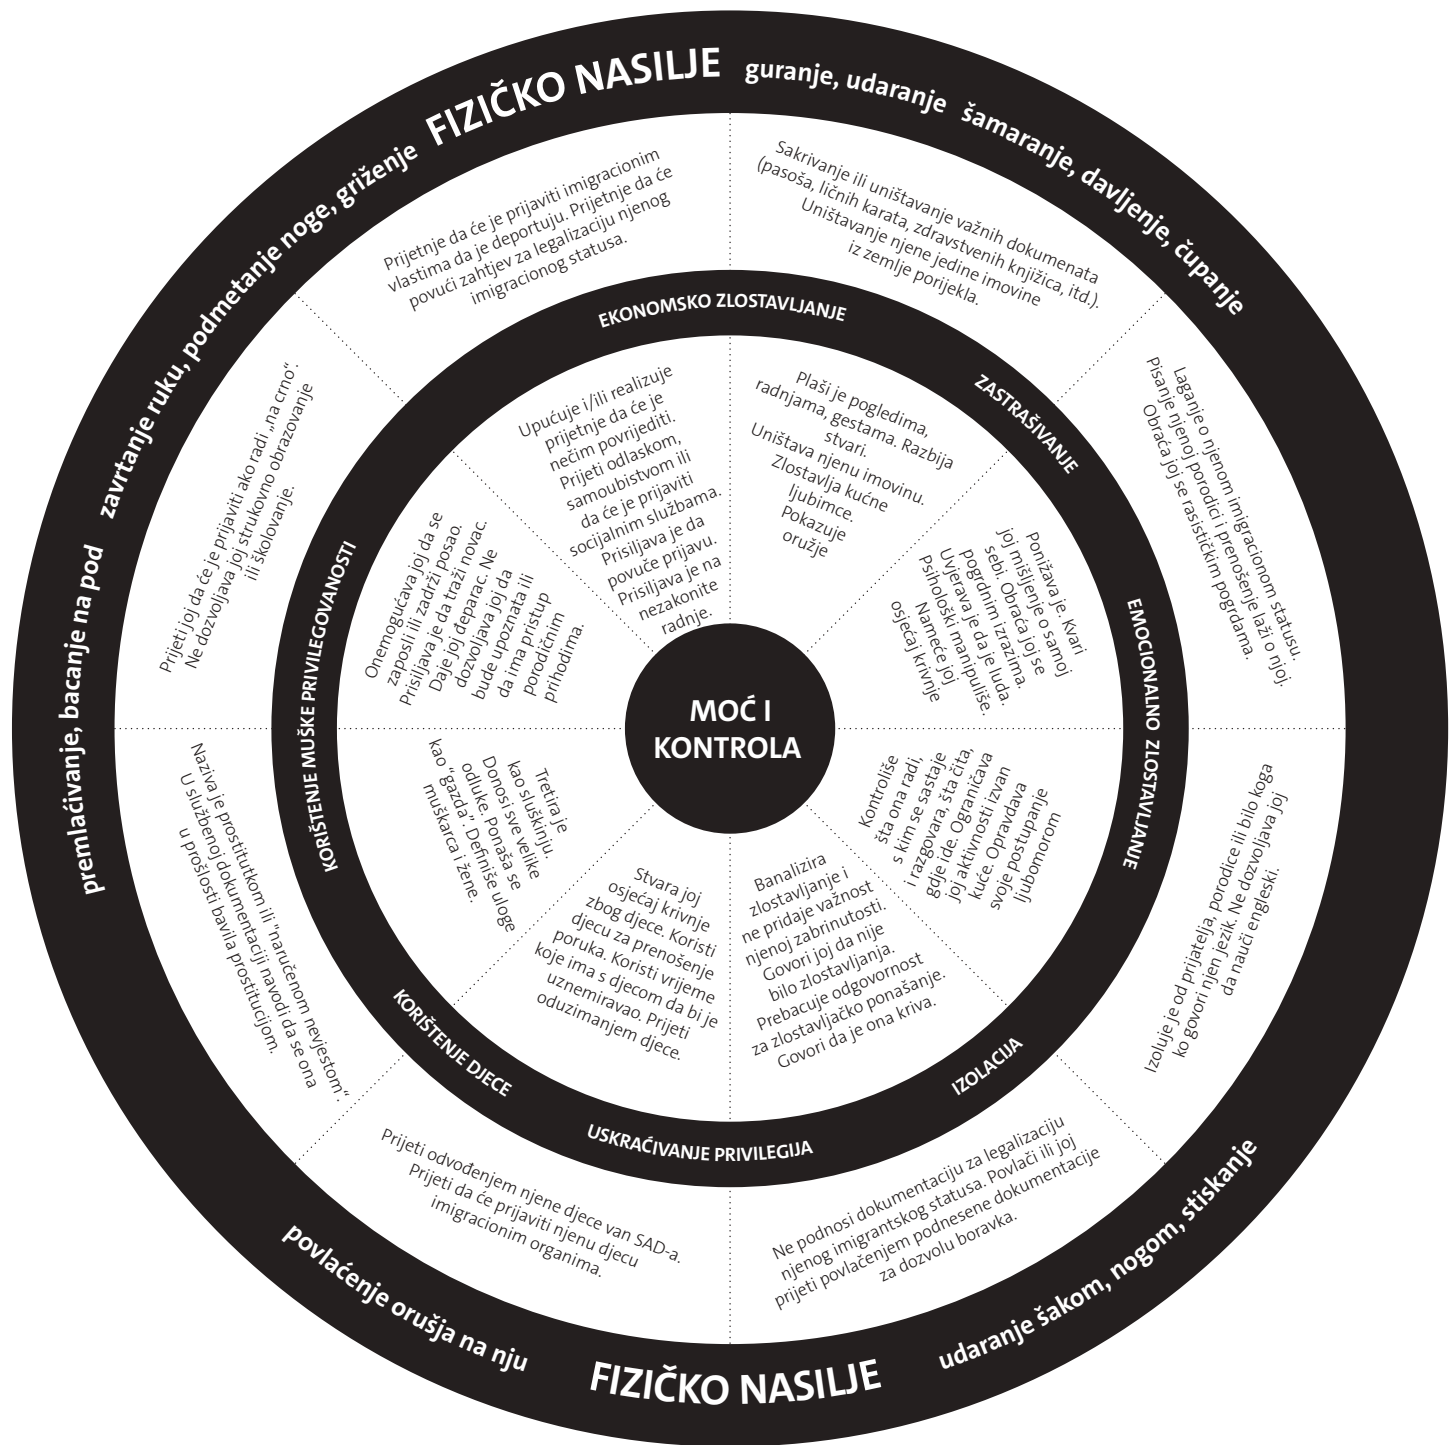 FIZIČKO NASILJE
guranje, udaranje
šamaranje, davljenje, čupanje
udaranje šakom, nogom, stiskanje
FIZIČKO NASILJE
povlaćenje orušja na nju
premlaćivanje, bacanje na pod
zavrtanje ruku, podmetanje noge, griženje
Prijetnje da će je prijaviti imigracionim
vlastima da je deportuju. Prijetnje da će
povući zahtjev za legalizaciju njenog
imigracionog statusa.
Sakrivanje ili uništavanje važnih dokumenata
(pasoša, ličnih karata, zdravstvenih knjižica, itd.).
Uništavanje njene jedine imovine
iz zemlje porijekla.
Laganje o njenom imigracionom statusu.
Pisanje njenoj porodici i prenošenje laži o njoj.
Obraća joj se rasističkim pogrdama.
Izoluje je od prijatelja, porodice ili bilo koga
ko govori njen jezik. Ne dozvoljava joj
da nauči engleski.
Ne podnosi dokumentaciju za legalizaciju
njenog imigrantskog statusa. Povlači ili joj
prijeti povlačenjem podnesene dokumentacije
za dozvolu boravka.
Prijeti odvođenjem njene djece van SAD-a.
Prijeti da će prijaviti njenu djecu
imigracionim organima.
Naziva je prostitutkom ili "naručenom nevjestom“.
U službenoj dokumentaciji navodi da se ona
u prošlosti bavila prostitucijom.
Prijeti joj da će je prijaviti ako radi „na crno“.
Ne dozvoljava joj strukovno obrazovanje
ili školovanje.
EKONOMSKO ZLOSTAVLJANJE
ZASTRAŠIVANJE
EMOCIONALNO ZLOSTAVLJANJE
IZOLACIJA
USKRAĆIVANJE PRIVILEGIJA
KORIŠTENJE DJECE
KORIŠTENJE MUŠKE PRIVILEGOVANOSTI
Upućuje i/ili realizuje
prijetnje da će je
nečim povrijediti.
Prijeti odlaskom,
samoubistvom ili
da će je prijaviti
socijalnim službama.
Prisiljava je da
povuče prijavu.
Prisiljava je na
nezakonite
radnje.
Plaši je pogledima,
radnjama, gestama. Razbija
stvari.
Uništava njenu imovinu.
Zlostavlja kućne
ljubimce.
Pokazuje
oružje
Ponižava je. Kvari
joj mišljenje o samoj
sebi. Obraća joj se
pogrdnim izrazima.
Uvjerava je da je luda.
Psihološki manipuliše.
Nameće joj
osjećaj krivnje
Kontroliše
šta ona radi,
s kim se sastaje
i razgovara, šta čita,
gdje ide. Ograničava
joj aktivnosti izvan
kuće. Opravdava
svoje postupanje
ljubomorom
Banalizira
zlostavljanje i
ne pridaje važnost
njenoj zabrinutosti.
Govori joj da nije
bilo zlostavljanja.
Prebacuje odgovornost
za zlostavljačko ponašanje.
Govori da je ona kriva.
Stvara joj
osjećaj krivnje
zbog djece. Koristi
djecu za prenošenje
poruka. Koristi vrijeme
koje ima s djecom da bi je
uznemiravao. Prijeti
oduzimanjem djece.
Tretira je
kao sluškinju.
Donosi sve velike
odluke. Ponaša se
kao “gazda”. Definiše uloge
muškarca i žene.
Onemogućava joj da se
zaposli ili zadrži posao.
Prisiljava je da traži novac.
Daje joj đeparac. Ne
dozvoljava joj da
bude upoznata ili
da ima pristup
porodičnim
prihodima.
MOĆ I
KONTROLA